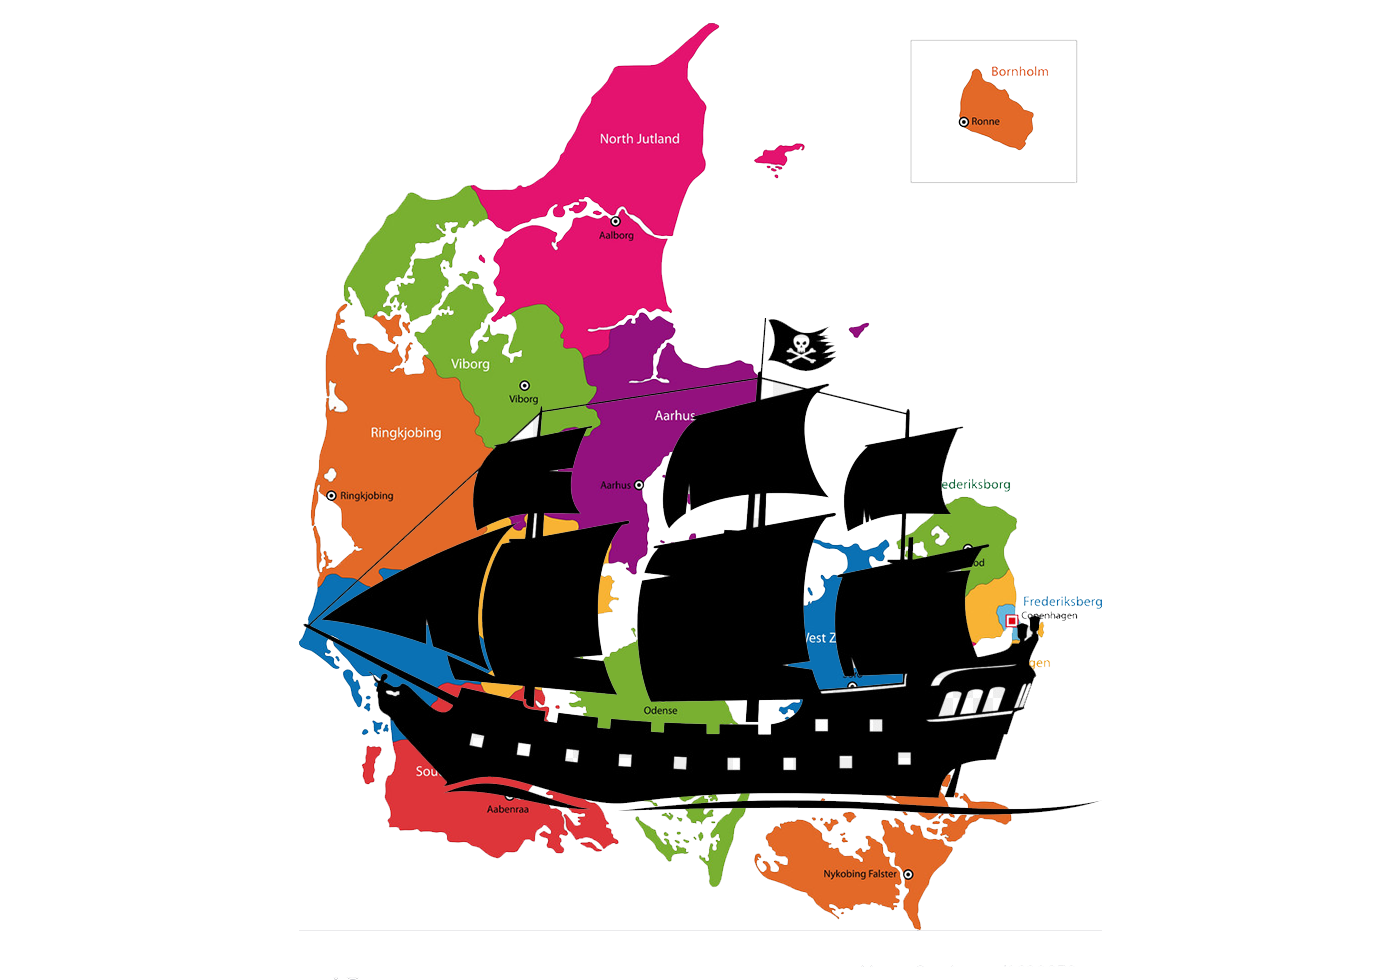 Bornholm
Ronne
North Jutland
Aalborg
Viborg
Viborg
Aarhus
Ringkjobing
Aarhus
Ringkjobing
ederiksborg
od
Frederiksberg
Copenhagen
West Z
gen
Odense
Sou
Aabenraa
Nykobing Falster